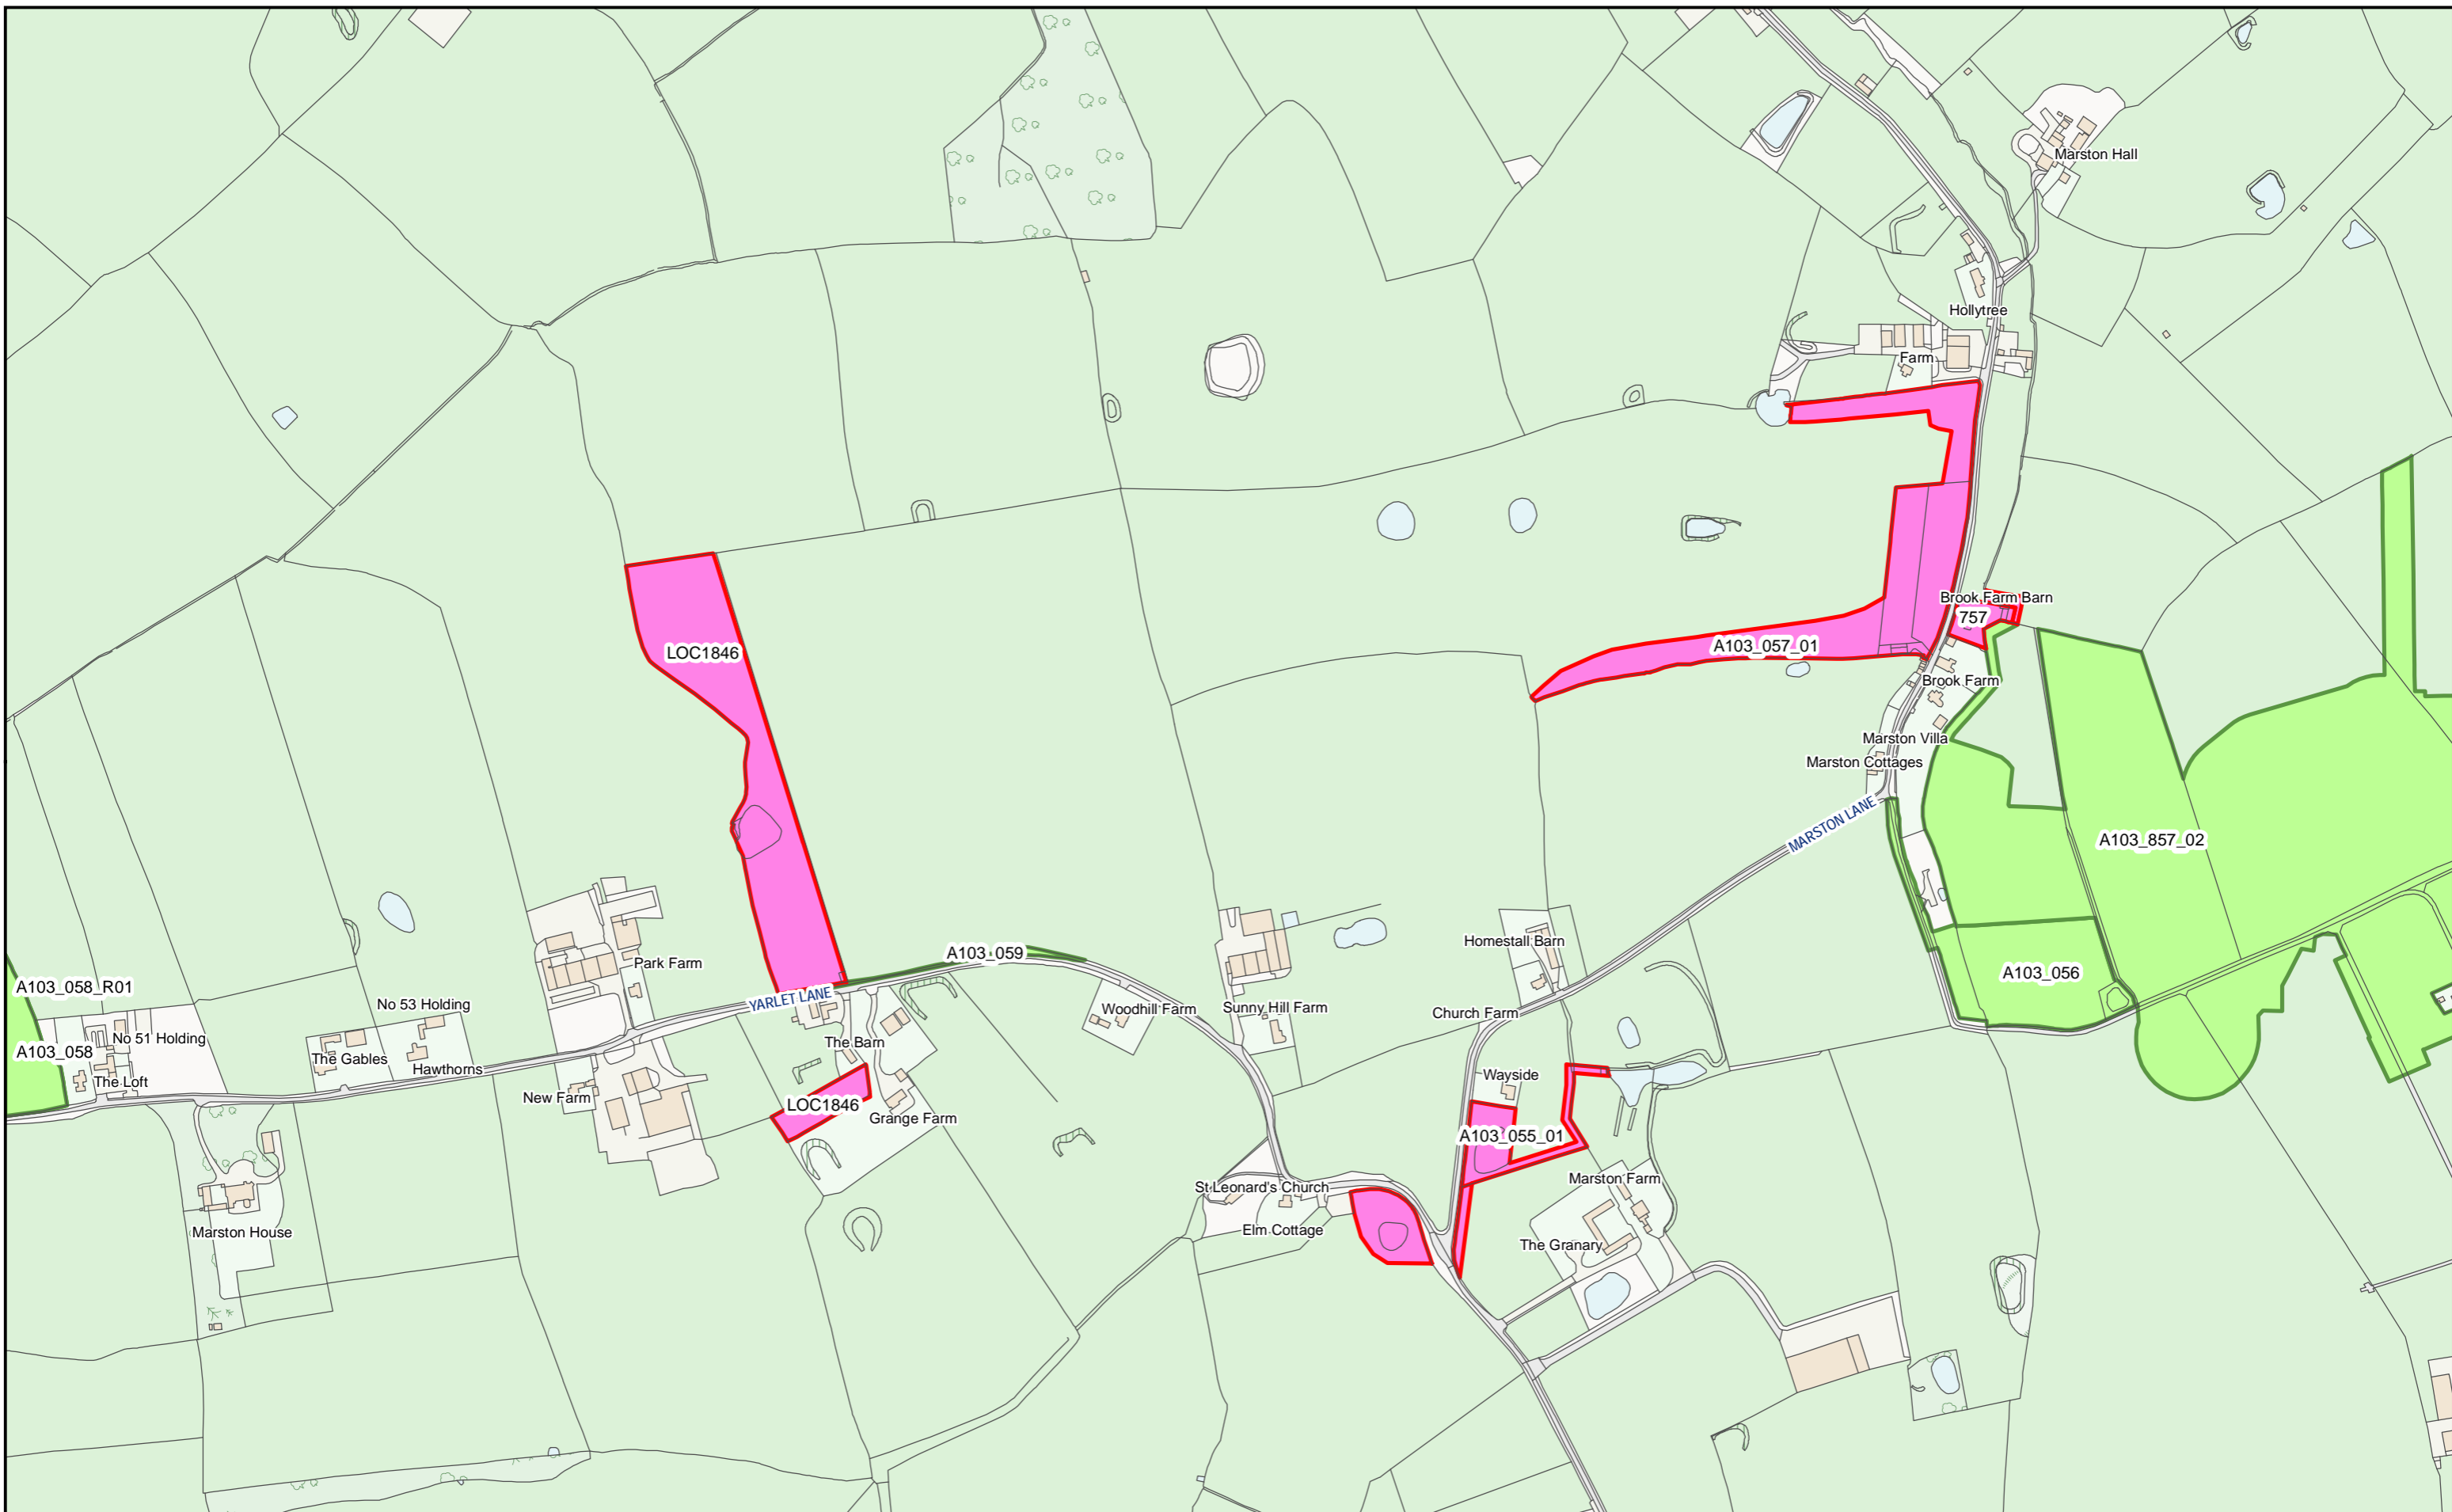 Marston Hall
Hollytree
Farm
Brook Farm Barn
757
LOC1846
A103_057_01
Brook Farm
Marston Villa
Marston Cottages
MARSTON LANE
A103_857_02
Homestall Barn
A103_059
Park Farm
A103_056
A103_058_R01
YARLET LANE
No 53 Holding
Woodhill Farm
Sunny Hill Farm
Church Farm
No 51 Holding
The Barn
A103_058
The Gables
Hawthorns
Wayside
The Loft
New Farm
LOC1846
Grange Farm
A103_055_01
Marston Farm
St Leonard's Church
Marston House
Elm Cottage
The Granary